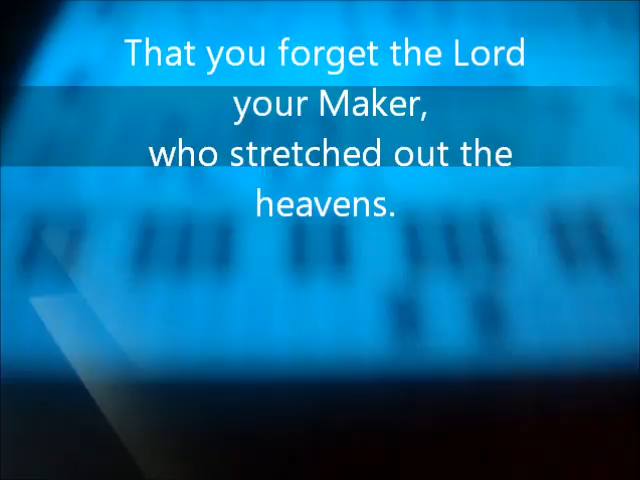 That you forget the Lord
your Maker,
who stretched out the
heavens.